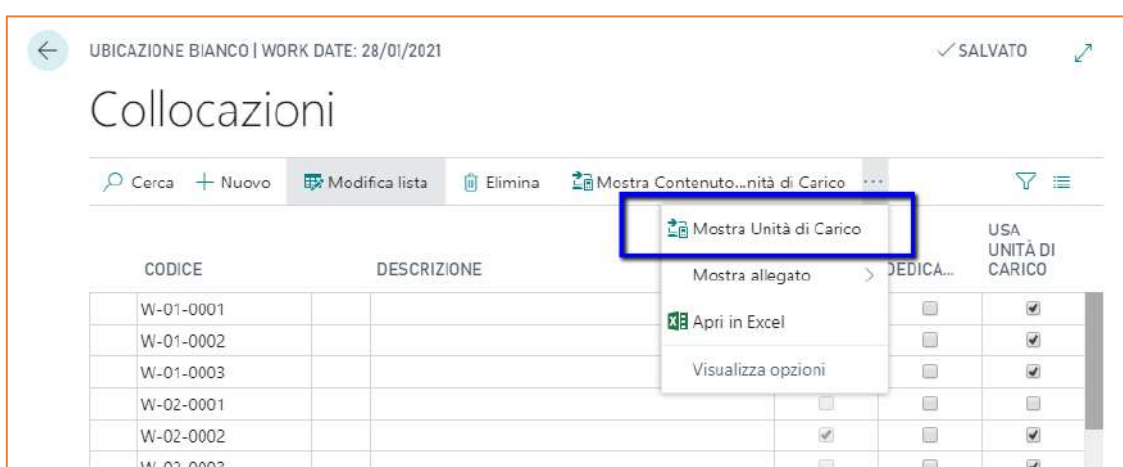 UBICAZIONE BIANCO | WORK DATE: 28/01/2021
SALVATO
Collocazioni
Cerca
Nuovo
Modifica lista
Elimina
Mostra Contenuto...nità di Carico
...
Mostra Unità di Carico
Mostra allegato
Apri in Excel
Visualizza opzioni
CODICE
DESCRIZIONE
DEDICA...
USA
UNITÀ DI
CARICO
W-01-0001
W-01-0002
W-01-0003
W-02-0001
W-02-0002
W-02-0003